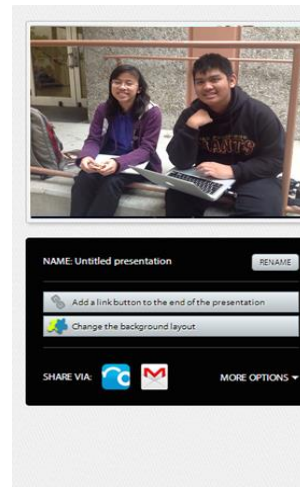 GIANTS
NAME: Untitled presentation
RENAME
Add a link button to the end of the presentation
Change the background layout
SHARE VIA:
MORE OPTIONS